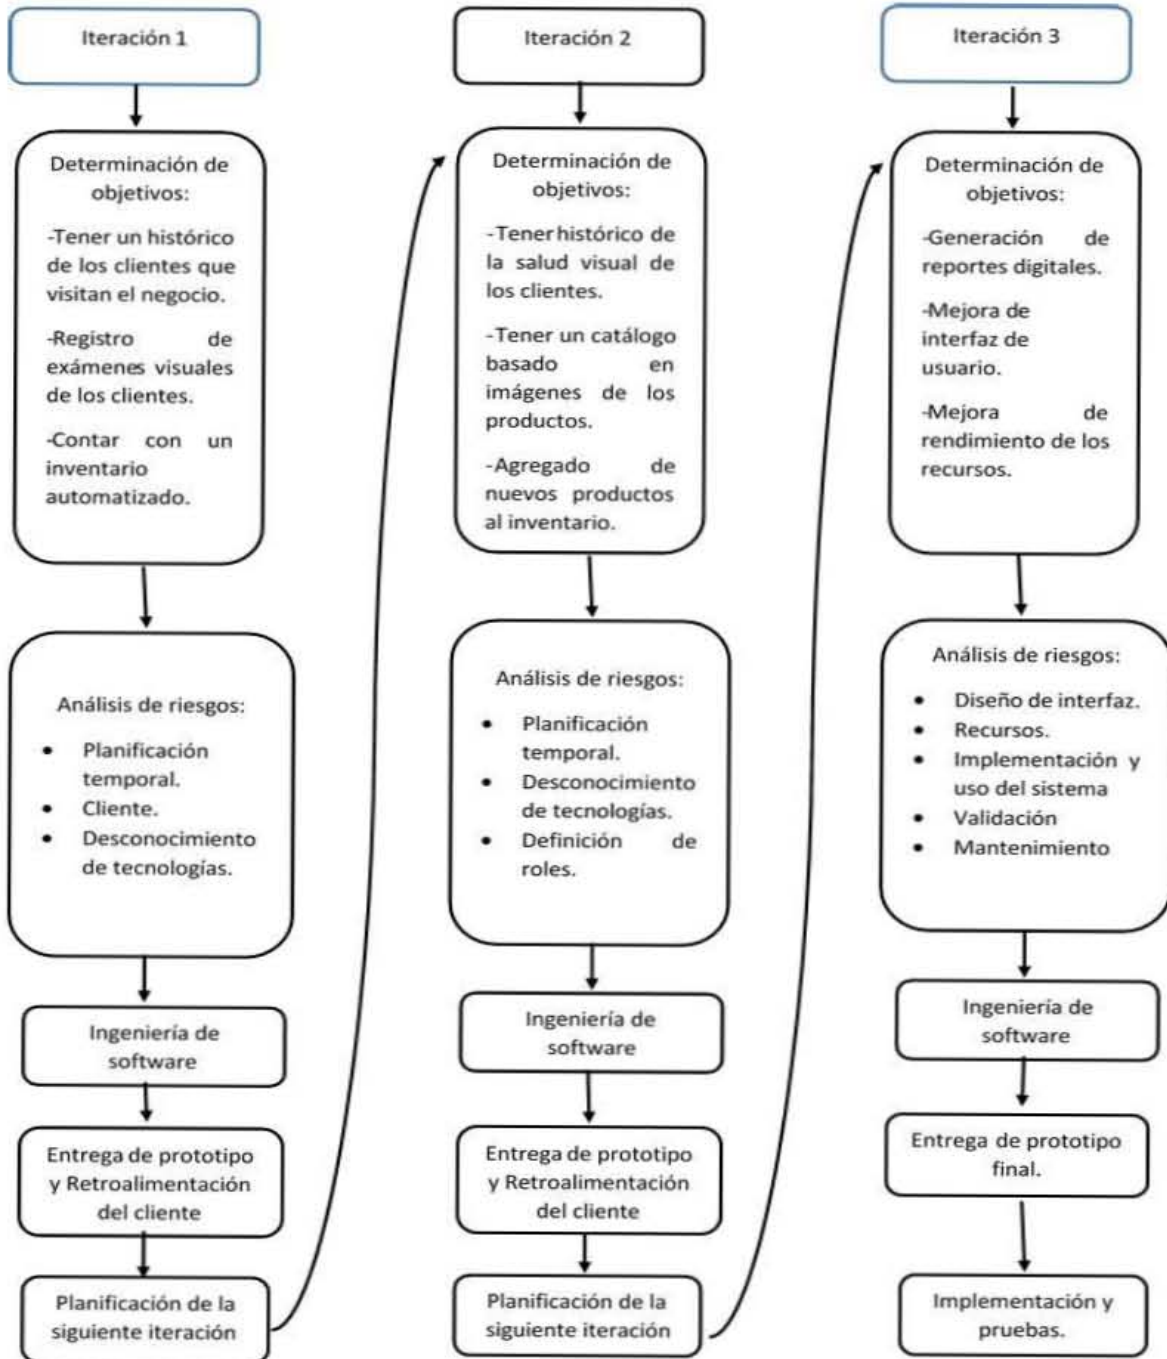 Iteración 1
Determinación de
objetivos:
-Tener un histórico
de los clientes que
visitan el negocio.
-Registro de
exámenes visuales
de los clientes.
-Contar con un
inventario
automatizado.
Análisis de riesgos:
• Planificación
temporal.
• Cliente.
• Desconocimiento
de tecnologías.
Ingeniería de
software
Entrega de prototipo
y Retroalimentación
del cliente
Planificación de la
siguiente iteración
Iteración 2
Determinación de
objetivos:
-Tener histórico de
la salud visual de
los clientes.
-Tener un catálogo
basado en
imágenes de los
productos.
-Agregado de
nuevos productos
al inventario.
Análisis de riesgos:
• Planificación
temporal.
• Desconocimiento
de tecnologías.
• Definición de
roles.
Ingeniería de
software
Entrega de prototipo
y Retroalimentación
del cliente
Planificación de la
siguiente iteración
Iteración 3
Determinación de
objetivos:
-Generación de
reportes digitales.
-Mejora de
interfaz de
usuario.
-Mejora de
rendimiento de los
recursos.
Análisis de riesgos:
• Diseño de interfaz.
• Recursos.
• Implementación y
uso del sistema
• Validación
• Mantenimiento
Ingeniería de
software
Entrega de prototipo
final.
Implementación y
pruebas.